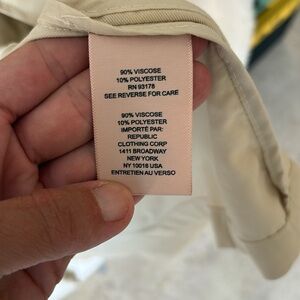 90% VISCOSE
10% POLYESTER
RN 93178
SEE REVERSE FOR CARE
90% VISCOSE
10% POLYESTER
IMPORTÉ PAR:
REPUBLIC
CLOTHING CORP
1411 BROADWAY
NEW YORK
NY 10018 USA
ENTRETIEN AU VERSO